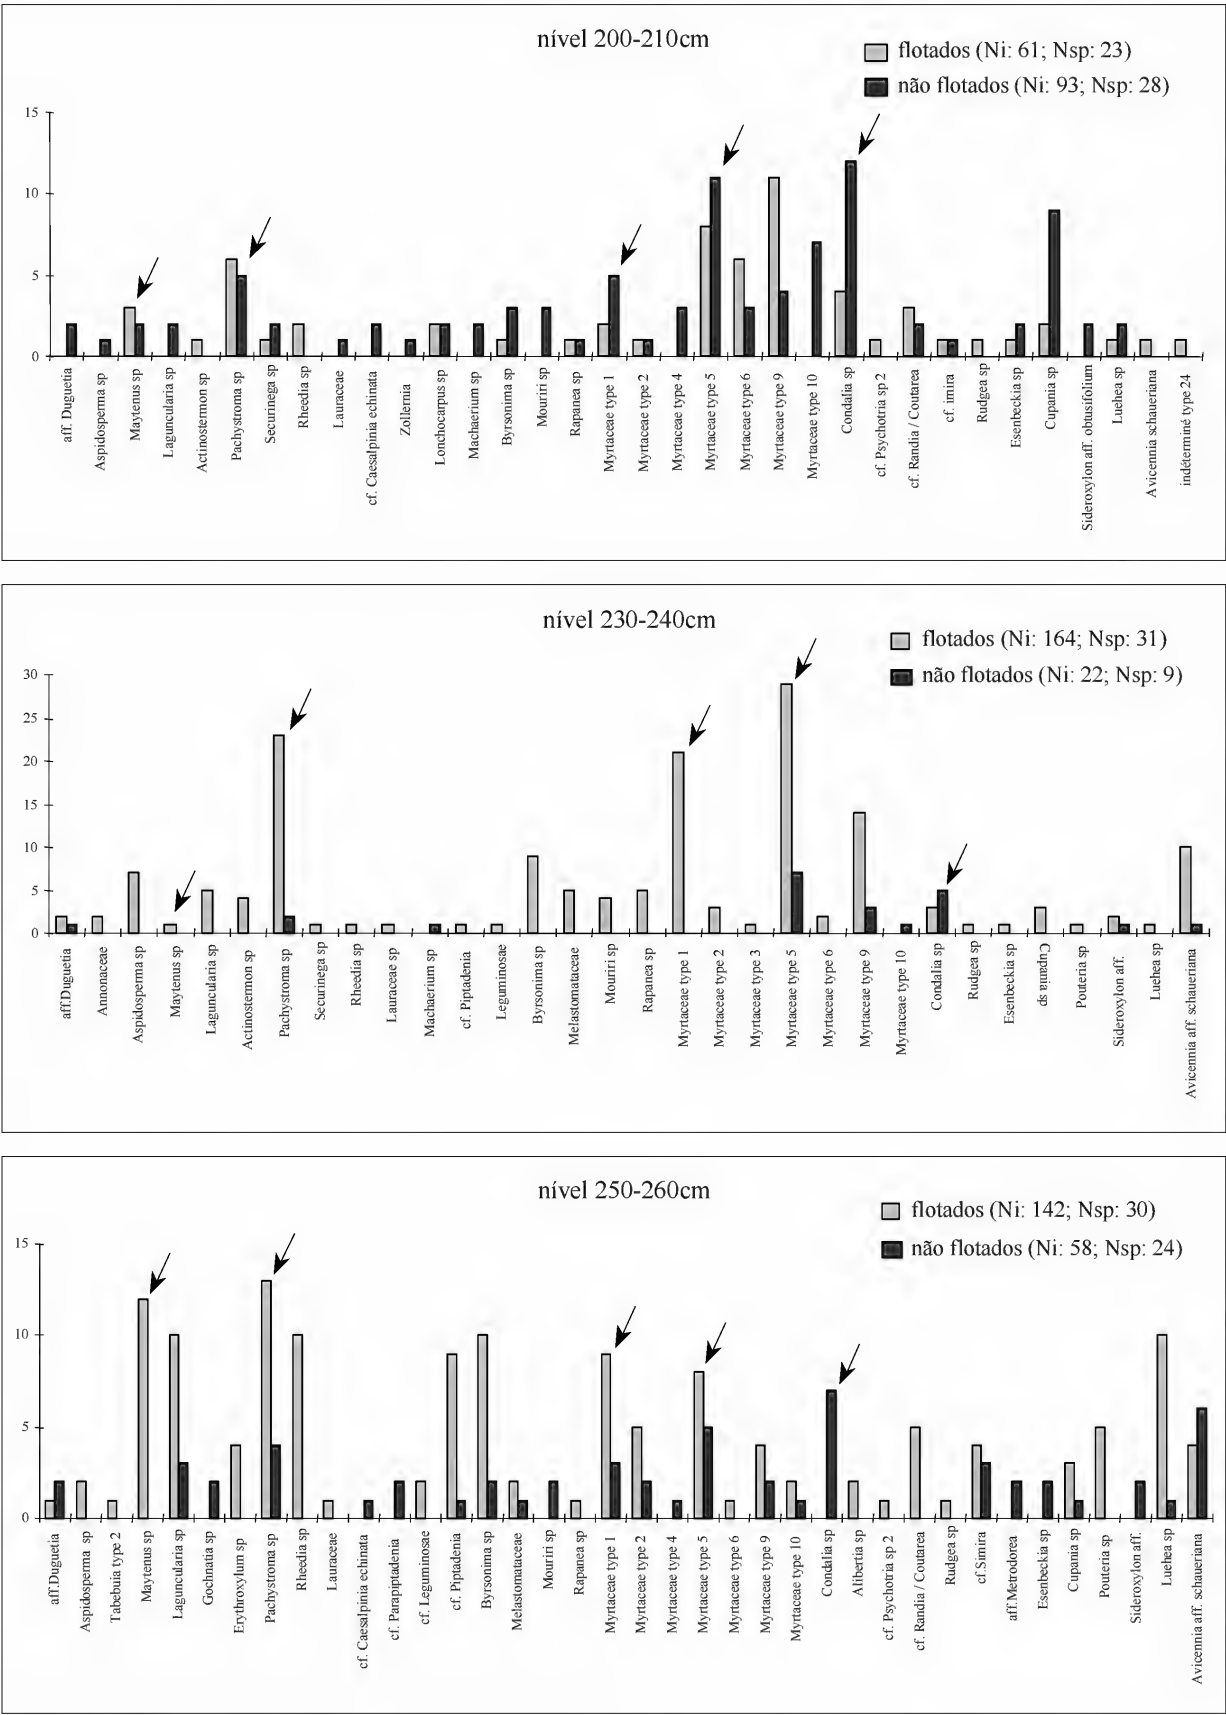 nível 200-210cm
flotados (Ni: 61; Nsp: 23)
não flotados (Ni: 93; Nsp: 28)
15
10
5
0
aff. Duguetia
Aspidosperma sp
Maytenus sp
Laguncularia sp
Actinostermon sp
Pachystroma sp
Securinega sp
Rheedia sp
Lauraceae
cf. Caesalpinia echinata
Zollernia
Lonchocarpus sp
Machaerium sp
Byrsonima sp
Mouriri sp
Rapanea sp
Myrtaceae type 1
Myrtaceae type 2
Myrtaceae type 4
Myrtaceae type 5
Myrtaceae type 6
Myrtaceae type 9
Myrtaceae type 10
Condalia sp
cf. Psychotria sp 2
cf. Randia / Coutarea
cf. imira
Rudgea sp
Esenbeckia sp
Cupania sp
Sideroxylon aff. obtusifolium
Luehea sp
Avicennia schaueriana
indéterminé type 24
nível 230-240cm
flotados (Ni: 164; Nsp: 31)
não flotados (Ni: 22; Nsp: 9)
30
25
20
15
10
5
0
aff.Duguetia
Annonaceae
Aspidosperma sp
Maytenus sp
Laguncularia sp
Actinostermon sp
Pachystroma sp
Securinega sp
Rheedia sp
Lauraceae sp
Machaerium sp
cf. Piptadenia
Leguminosae
Byrsonima sp
Melastomataceae
Mouriri sp
Rapanea sp
Myrtaceae type 1
Myrtaceae type 2
Myrtaceae type 3
Myrtaceae type 5
Myrtaceae type 6
Myrtaceae type 9
Myrtaceae type 10
Condalia sp
Rudgea sp
Esenbeckia sp
Cupania sp
Pouteria sp
Sideroxylon aff.
Luehea sp
Avicennia aff. schaueriana
nível 250-260cm
flotados (Ni: 142; Nsp: 30)
não flotados (Ni: 58; Nsp: 24)
15
10
5
0
aff.Duguetia
Aspidosperma sp
Tabebuia type 2
Maytenus sp
Laguncularia sp
Gochnatia sp
Erythroxylum sp
Pachystroma sp
Rheedia sp
Lauraceae
cf. Caesalpinia echinata
cf. Parapiptadenia
cf. Leguminosae
cf. Piptadenia
Byrsonima sp
Melastomataceae
Mouriri sp
Rapanea sp
Myrtaceae type 1
Myrtaceae type 2
Myrtaceae type 4
Myrtaceae type 5
Myrtaceae type 6
Myrtaceae type 9
Myrtaceae type 10
Condalia sp
Alibertia sp
cf. Psychotria sp 2
cf. Randia / Coutarea
Rudgea sp
cf.Simira
aff.Metrodorea
Esenbeckia sp
Cupania sp
Pouteria sp
Sideroxylon aff.
Luehea sp
Avicennia aff. schaueriana